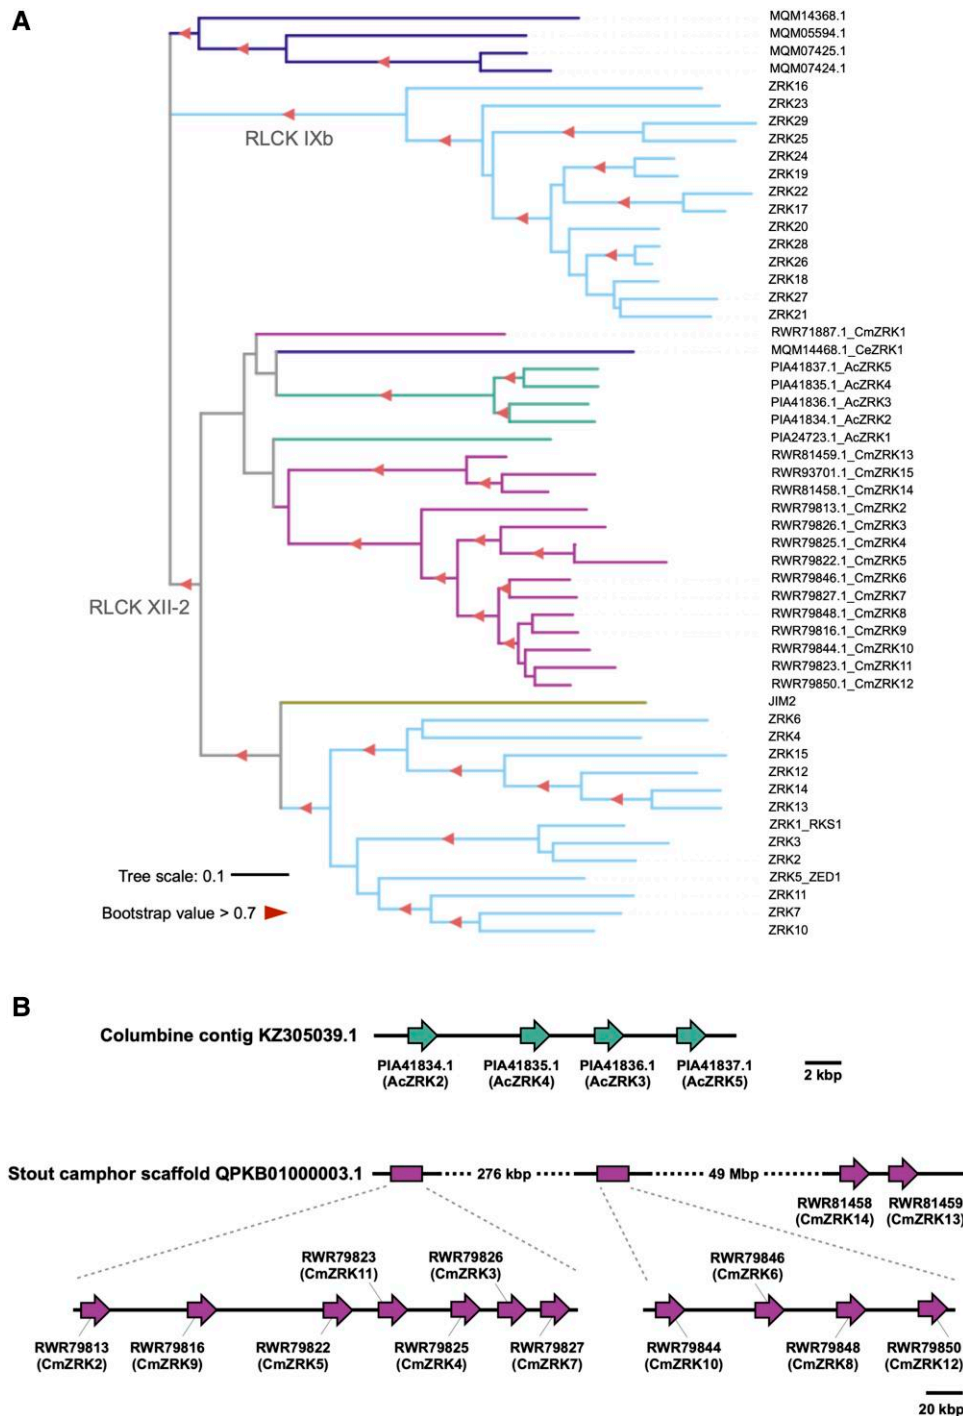 A
MQM14368.1
MQM05594.1
MQM07425.1
MQM07424.1
ZRK16
ZRK23
ZRK29
RLCK IXb
ZRK25
ZRK24
ZRK19
ZRK22
ZRK17
ZRK20
ZRK28
ZRK26
ZRK18
ZRK27
ZRK21
RWR71887.1_CmZRK1
MQM14468.1_CeZRK1
PIA41837.1_AcZRK5
PIA41835.1_AcZRK4
PIA41836.1_AcZRK3
PIA41834.1_AcZRK2
PIA24723.1_AcZRK1
RWR81459.1_CmZRK13
RWR93701.1_CmZRK15
RWR81458.1_CmZRK14
RWR79813.1_CmZRK2
RWR79826.1_CmZRK3
RWR79825.1_CmZRK4
RWR79822.1_CmZRK5
RWR79846.1_CmZRK6
RWR79827.1_CmZRK7
RLCK XII-2
RWR79848.1_CmZRK8
RWR79816.1_CmZRK9
RWR79844.1_CmZRK10
RWR79823.1_CmZRK11
RWR79850.1_CmZRK12
JIM2
ZRK6
ZRK4
ZRK15
ZRK12
ZRK14
ZRK13
ZRK1_RKS1
ZRK3
ZRK2
Tree scale: 0.1
ZRK5_ZED1
ZRK11
Bootstrap value > 0.7
ZRK7
ZRK10
B
Columbine contig KZ305039.1
PIA41834.1 PIA41835.1 PIA41836.1 PIA41837.1
(AcZRK2) (AcZRK4) (AcZRK3) (AcZRK5)
2 kbp
Stout camphor scaffold QPKB01000003.1
276 kbp
49 Mbp
RWR81458 RWR81459
(CmZRK14) (CmZRK13)
RWR79823 RWR79826 RWR79846
(CmZRK11) (CmZRK3) (CmZRK6)
RWR79813 RWR79816 RWR79822 RWR79825 RWR79827 RWR79844 RWR79848 RWR79850
(CmZRK2) (CmZRK9) (CmZRK5) (CmZRK4) (CmZRK7) (CmZRK10) (CmZRK8) (CmZRK12)
20 kbp